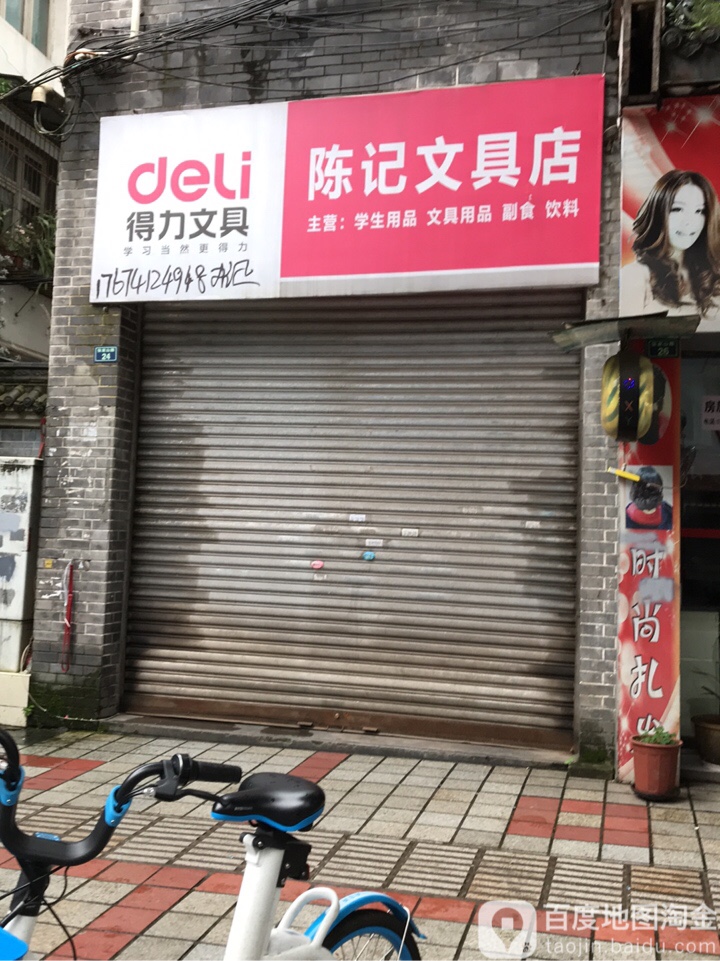 deli
得力文具
学习当然更得力
陈记文具店
主营：学生用品 文具用品 副食 饮料
24
26
时尚扎
百度地图淘金
taojin.baidu.com